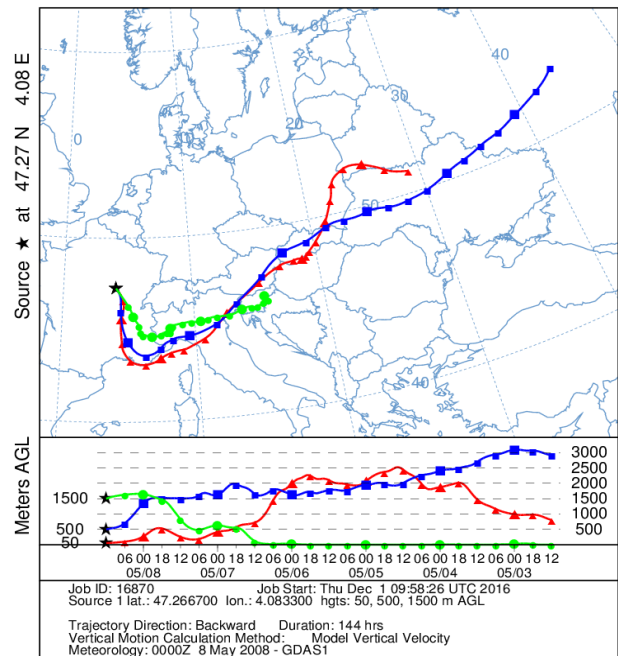 Source ★ at 47.27 N 4.08 E
0
20
30
40
50
40
Meters AGL
3000
2500
2000
1500
1500
1000
500
500
50
06 00 18 12 06 00 18 12 06 00 18 12 06 00 18 12 06 00 18 12 06 00 12
05/08 05/07 05/06 05/05 05/04 05/03
Job ID: 16870 Job Start: Thu Dec 1 09:58:26 UTC 2016
Source 1 lat.: 47.266700 lon.: 4.083300 hgts: 50, 500, 1500 m AGL
Trajectory Direction: Backward Duration: 144 hrs
Vertical Motion Calculation Method: Model Vertical Velocity
Meteorology: 0000Z 8 May 2008 - GDAS1